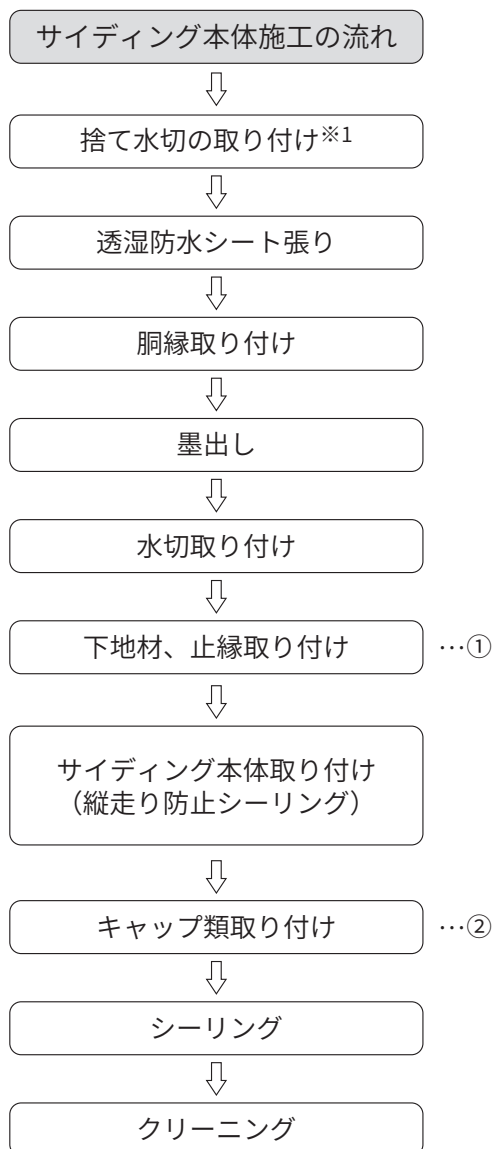 サイディング本体施工の流れ
捨て水切の取り付け※1
透湿防水シート張り
胴縁取り付け
墨出し
水切取り付け
下地材、止縁取り付け …①
サイディング本体取り付け
（縦走り防止シーリング）
キャップ類取り付け …②
シーリング
クリーニング